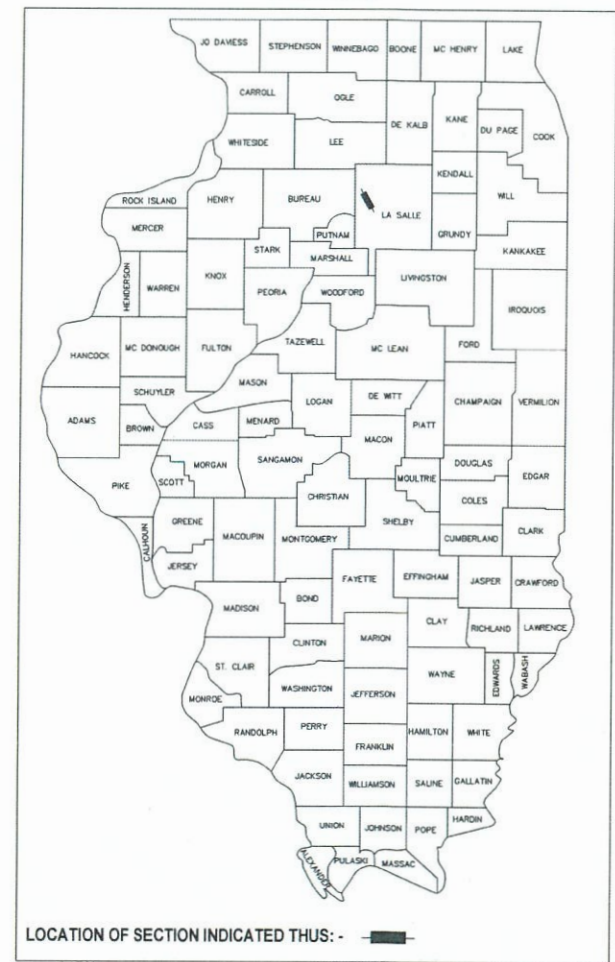 JO DAVIESS
STEPHENSON
WINNEBAGO
BOONE
MC HENRY
LAKE
CARROLL
OGLE
DE KALB
KANE
DU PAGE
COOK
WHITESIDE
LEE
KENDALL
WILL
ROCK ISLAND
HENRY
BUREAU
LA SALLE
GRUNDY
MERCER
PUTNAM
STARK
MARSHALL
KANKAKEE
HENDERSON
WARREN
KNOX
PEORIA
WOODFORD
LIVINGSTON
IROQUOIS
HANCOCK
MC DONOUGH
FULTON
TAZEWELL
MC LEAN
FORD
SCHUYLER
MASON
LOGAN
DE WITT
CHAMPAIGN
VERMILION
ADAMS
BROWN
CASS
MENARD
PIATT
MACON
SANGAMON
MORGAN
SCOTT
PIKE
CHRISTIAN
MOULTRIE
DOUGLAS
EDGAR
COLES
GREENE
CALHOUN
MACOUPIN
MONTGOMERY
SHELBY
CUMBERLAND
CLARK
JERSEY
FAYETTE
EFFINGHAM
JASPER
CRAWFORD
MADISON
BOND
CLAY
RICHLAND
LAWRENCE
CLINTON
MARION
ST. CLAIR
WAYNE
EDWARDS
WABASH
MONROE
WASHINGTON
JEFFERSON
RANDOLPH
PERRY
HAMILTON
WHITE
FRANKLIN
JACKSON
WILLIAMSON
SALINE
GALLATIN
UNION
JOHNSON
POPE
HARDIN
ALEXANDER
PULASKI
MASSAC
LOCATION OF SECTION INDICATED THUS: -